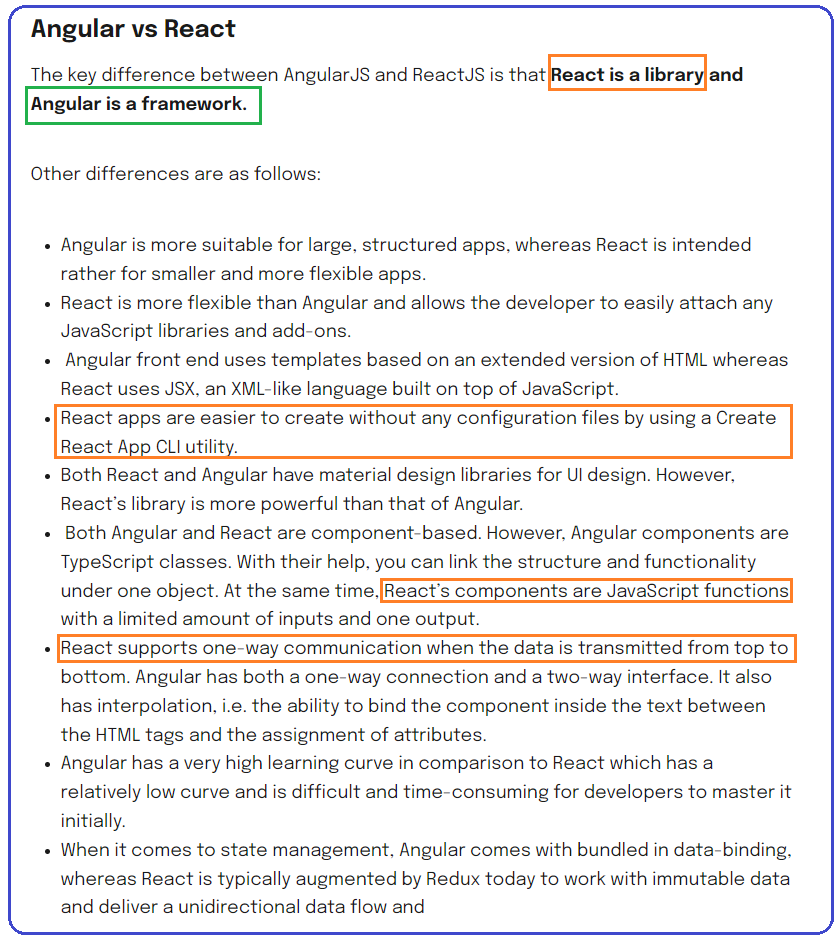 Angular vs React
The key difference between AngularJS and ReactJS is that React is a library and
Angular is a framework.
Other differences are as follows:
• Angular is more suitable for large, structured apps, whereas React is intended
rather for smaller and more flexible apps.
• React is more flexible than Angular and allows the developer to easily attach any
JavaScript libraries and add-ons.
• Angular front end uses templates based on an extended version of HTML whereas
React uses JSX, an XML-like language built on top of JavaScript.
• React apps are easier to create without any configuration files by using a Create
React App CLI utility.
• Both React and Angular have material design libraries for UI design. However,
React’s library is more powerful than that of Angular.
• Both Angular and React are component-based. However, Angular components are
TypeScript classes. With their help, you can link the structure and functionality
under one object. At the same time, React’s components are JavaScript functions
with a limited amount of inputs and one output.
• React supports one-way communication when the data is transmitted from top to
bottom. Angular has both a one-way connection and a two-way interface. It also
has interpolation, i.e. the ability to bind the component inside the text between
the HTML tags and the assignment of attributes.
• Angular has a very high learning curve in comparison to React which has a
relatively low curve and is difficult and time-consuming for developers to master it
initially.
• When it comes to state management, Angular comes with bundled in data-binding,
whereas React is typically augmented by Redux today to work with immutable data
and deliver a unidirectional data flow and